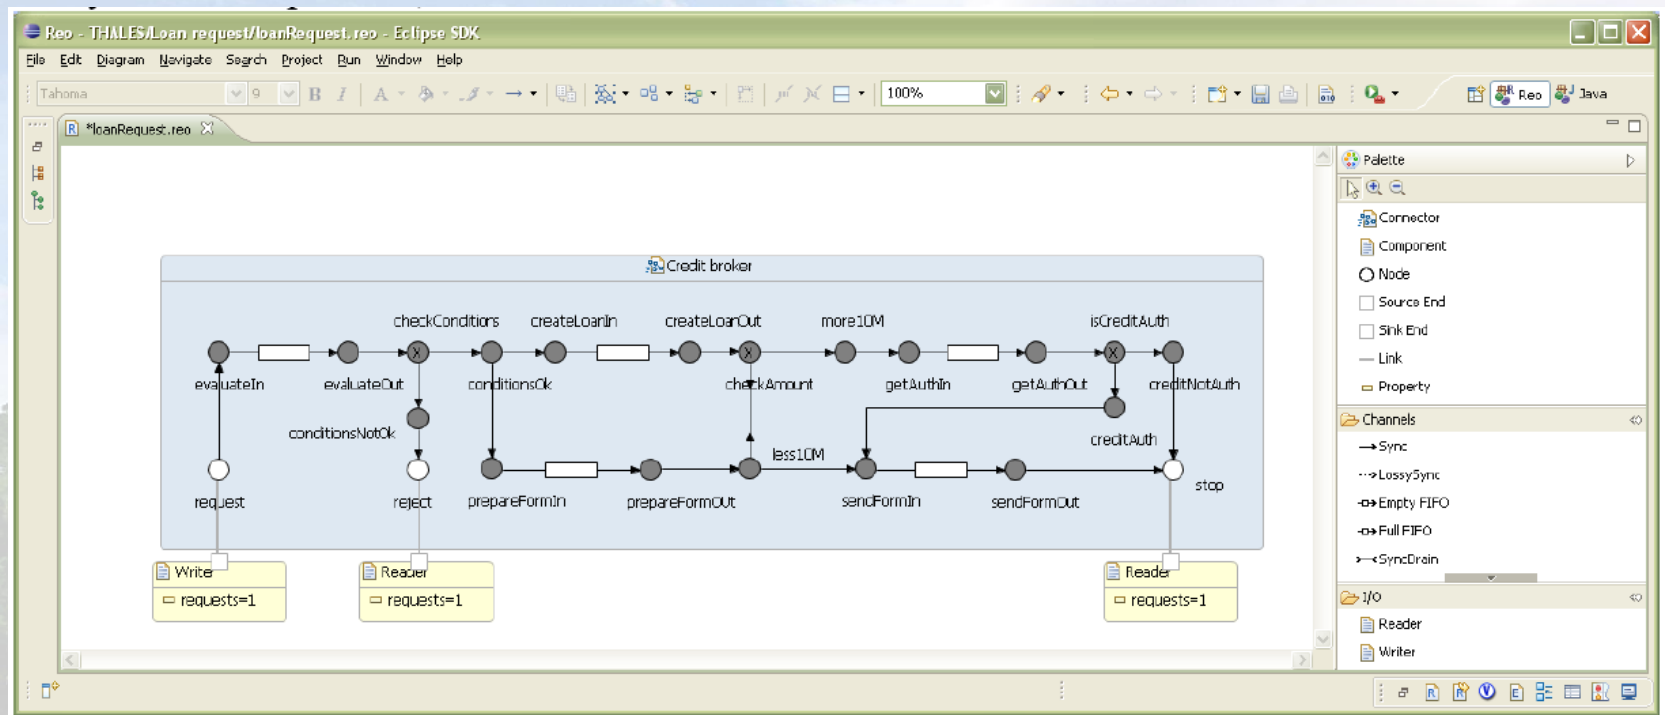 Reo - THALES/Loan request/loanRequest.reo - Eclipse SDK
File Edit Diagram Navigate Search Project Run Window Help
Tahoma 9 B I A 100% Reo Java
*loanRequest.reo
Palette
Connector
Component
Node
Source End
Sink End
Link
Property
Channels
Sync
LossySync
Empty FIFO
Full FIFO
SyncDrain
I/O
Reader
Writer
Credit broker
checkConditions createLoanIn createLoanOut more10M isCreditAuth
X X X
evaluateIn evaluateOut conditionsOk checkAmount getAuthIn getAuthOut creditNotAuth
conditionsNotOk creditAuth
less10M
request reject prepareFormIn prepareFormOut sendFormIn sendFormOut stop
Write Reader Reader
requests=1 requests=1 requests=1